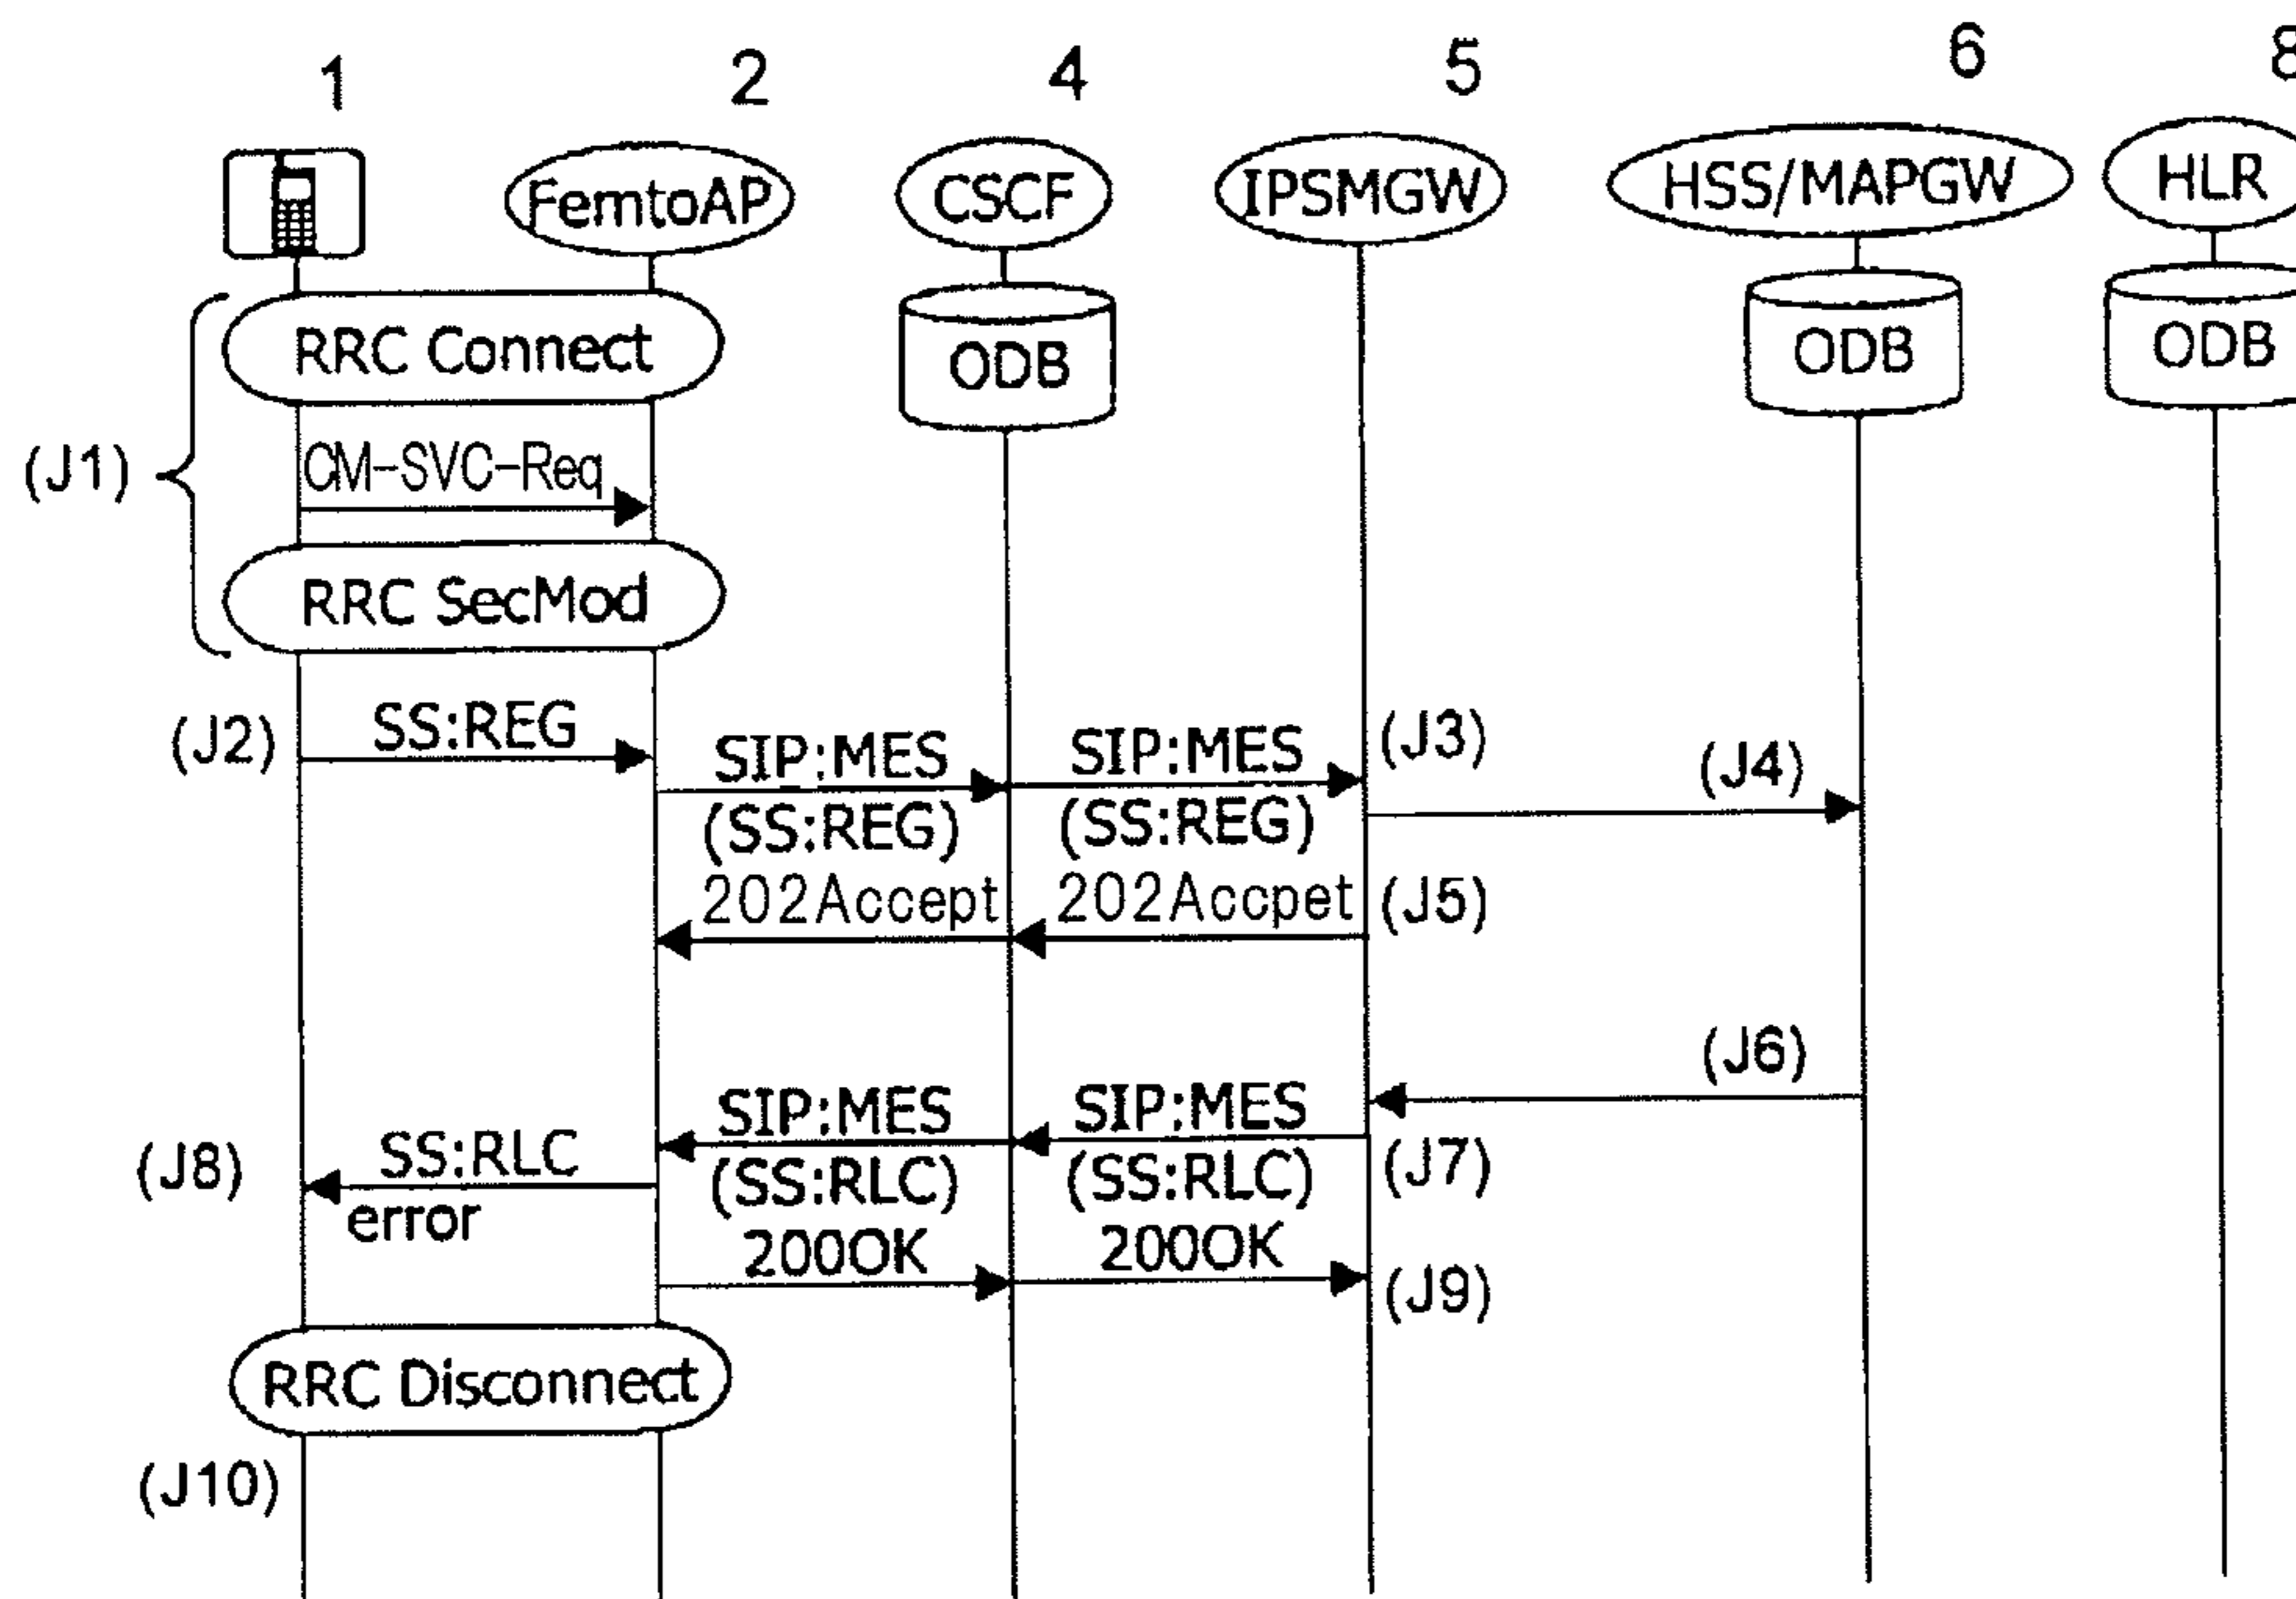 1 2 4 5 6 8
FemtoAP CSCF IPSMGW HSS/MAPGW HLR
RRC Connect ODB ODB ODB
(J1) CM-SVC-Req
RRC SecMod
(J2) SS:REG SIP:MES SIP:MES (J3) (J4)
(SS:REG) (SS:REG)
202Accept 202Accpet (J5)
(J6)
SIP:MES SIP:MES
(J8) SS:RLC (SS:RLC) (SS:RLC) (J7)
error 200OK 200OK (J9)
RRC Disconnect
(J10)